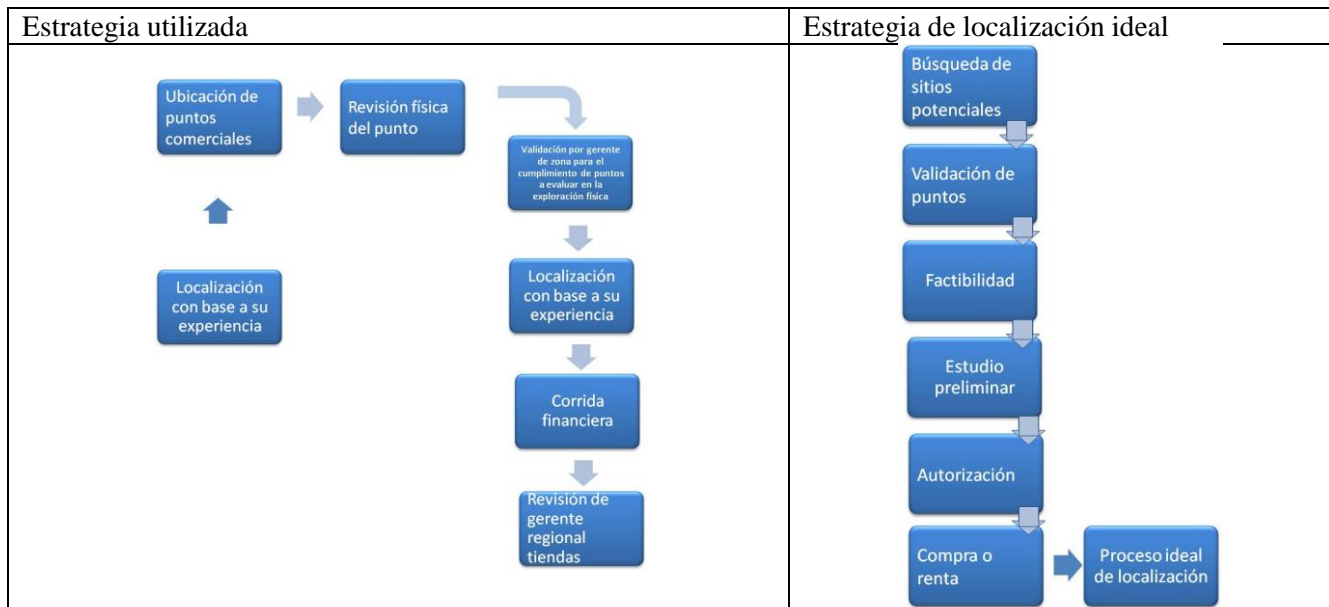 Estrategia utilizada
Ubicación de
puntos
comerciales
Revisión física
del punto
Validación por gerente
de zona para el
cumplimiento de puntos
a evaluar en la
exploración física
Localización
con base a su
experiencia
Localización
con base a su
experiencia
Corrida
financiera
Revisión de
gerente
regional
tiendas
Estrategia de localización ideal
Búsqueda de
sitios
potenciales
Validación de
puntos
Factibilidad
Estudio
preliminar
Autorización
Compra o
renta
Proceso ideal
de localización